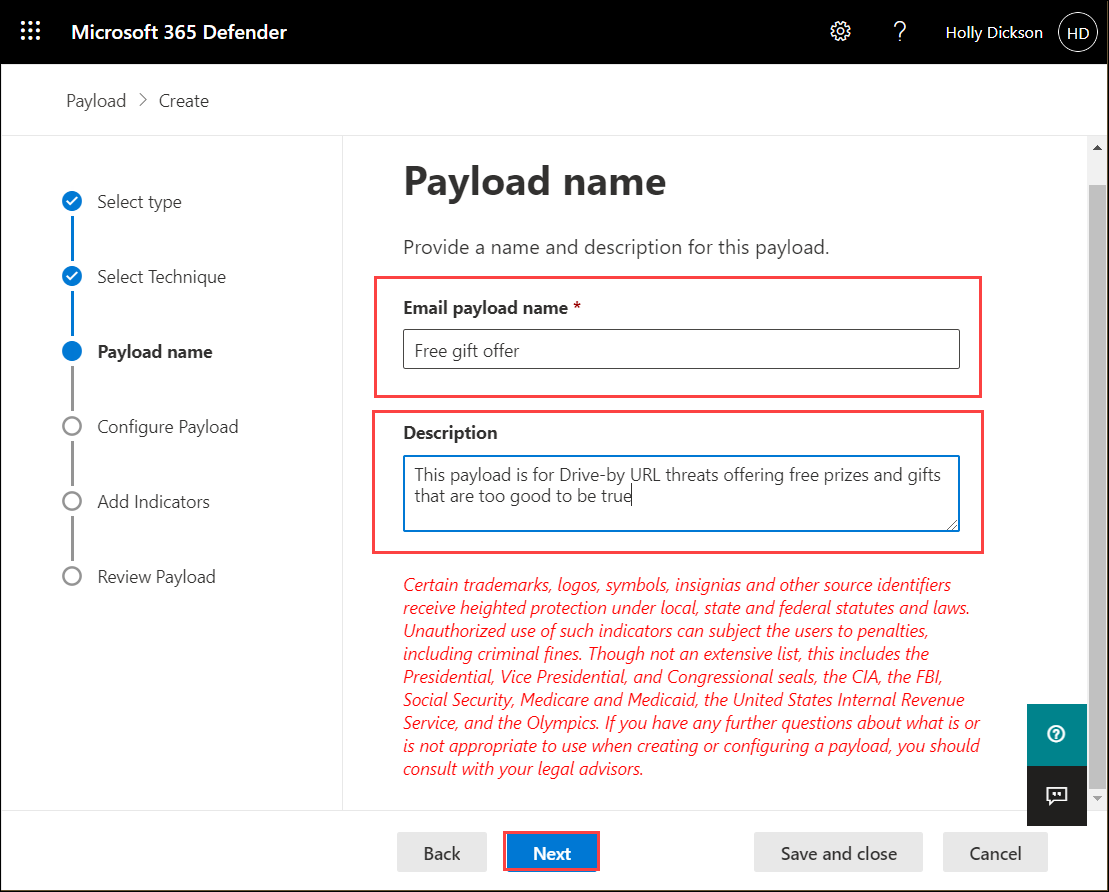 Microsoft 365 Defender
Holly Dickson
HD
Payload > Create
Select type
Select Technique
Payload name
Configure Payload
Add Indicators
Review Payload
Payload name
Provide a name and description for this payload.
Email payload name *
Free gift offer
Description
This payload is for Drive-by URL threats offering free prizes and gifts
that are too good to be true
Certain trademarks, logos, symbols, insignias and other source identifiers
receive heighted protection under local, state and federal statutes and laws.
Unauthorized use of such indicators can subject the users to penalties,
including criminal fines. Though not an extensive list, this includes the
Presidential, Vice Presidential, and Congressional seals, the CIA, the FBI,
Social Security, Medicare and Medicaid, the United States Internal Revenue
Service, and the Olympics. If you have any further questions about what is or
is not appropriate to use when creating or configuring a payload, you should
consult with your legal advisors.
Back
Next
Save and close
Cancel